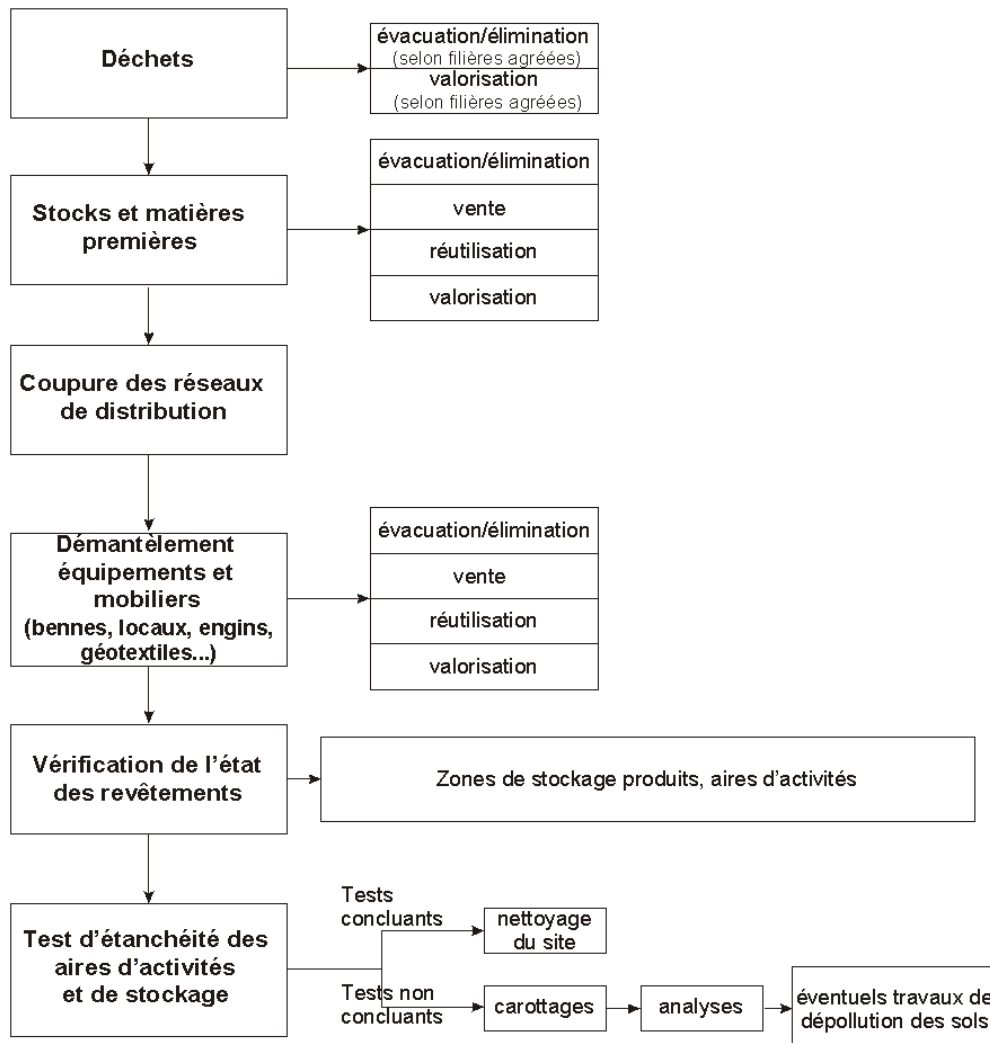 Déchets
évacuation/élimination
(selon filières agréées)
valorisation
(selon filières agréées)
Stocks et matières
premières
évacuation/élimination
vente
réutilisation
valorisation
Coupure des réseaux
de distribution
Démantèlement
équipements et
mobiliers
(bennes, locaux, engins,
géotextiles...)
évacuation/élimination
vente
réutilisation
valorisation
Vérification de l'état
des revêtements
Zones de stockage produits, aires d'activités
Test d'étanchéité des
aires d'activités
et de stockage
Tests
concluants
nettoyage
du site
Tests non
concluants
carottages
analyses
éventuels travaux de
dépollution des sols